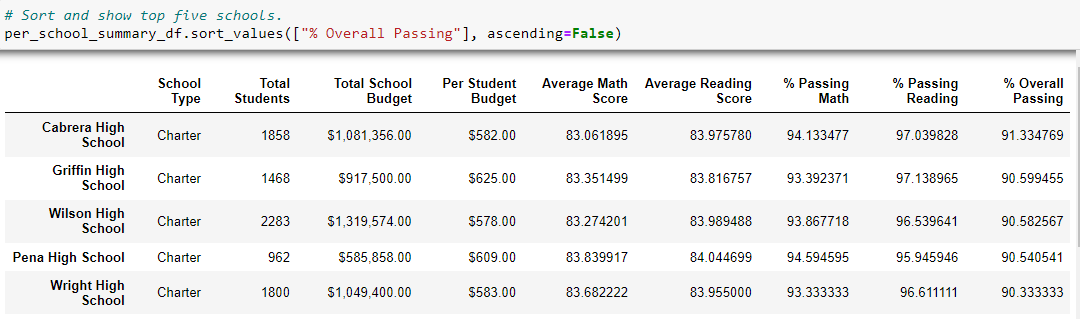 # Sort and show top five schools.
per_school_summary_df.sort_values(["% Overall Passing"], ascending=False)
School Type Total Students Total School Budget Per Student Budget Average Math Score Average Reading Score % Passing Math % Passing Reading % Overall Passing
Cabrera High School Charter 1858 $1,081,356.00 $582.00 83.061895 83.975780 94.133477 97.039828 91.334769
Griffin High School Charter 1468 $917,500.00 $625.00 83.351499 83.816757 93.392371 97.138965 90.599455
Wilson High School Charter 2283 $1,319,574.00 $578.00 83.274201 83.989488 93.867718 96.539641 90.582567
Pena High School Charter 962 $585,858.00 $609.00 83.839917 84.044699 94.594595 95.945946 90.540541
Wright High School Charter 1800 $1,049,400.00 $583.00 83.682222 83.955000 93.333333 96.611111 90.333333